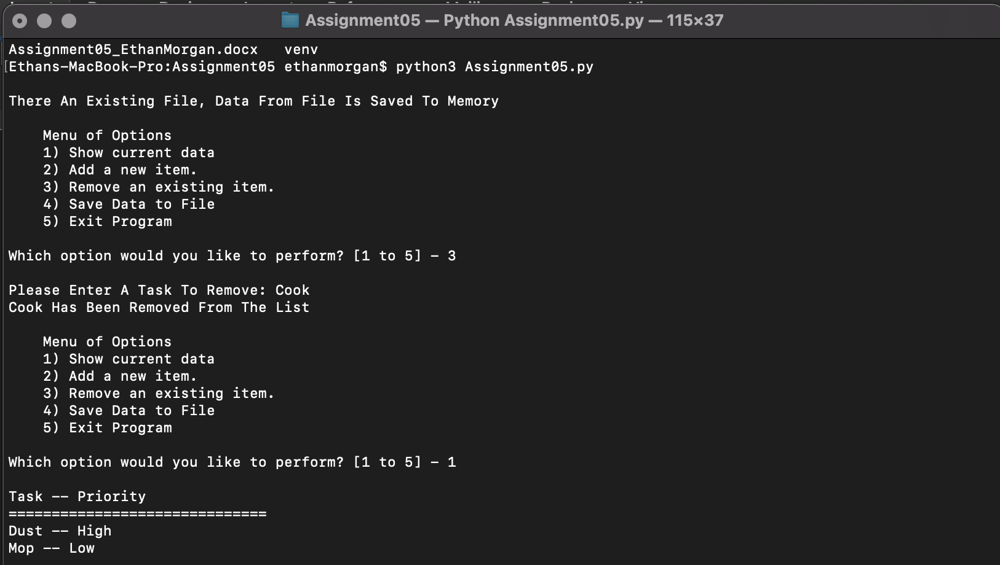 Assignment05 — Python Assignment05.py — 115×37
Assignment05_EthanMorgan.docx   venv
[Ethans-MacBook-Pro:Assignment05 ethanmorgan$ python3 Assignment05.py
There An Existing File, Data From File Is Saved To Memory
Menu of Options
1) Show current data
2) Add a new item.
3) Remove an existing item.
4) Save Data to File
5) Exit Program
Which option would you like to perform? [1 to 5] - 3
Please Enter A Task To Remove: Cook
Cook Has Been Removed From The List
Menu of Options
1) Show current data
2) Add a new item.
3) Remove an existing item.
4) Save Data to File
5) Exit Program
Which option would you like to perform? [1 to 5] - 1
Task -- Priority
==============================
Dust -- High
Mop -- Low